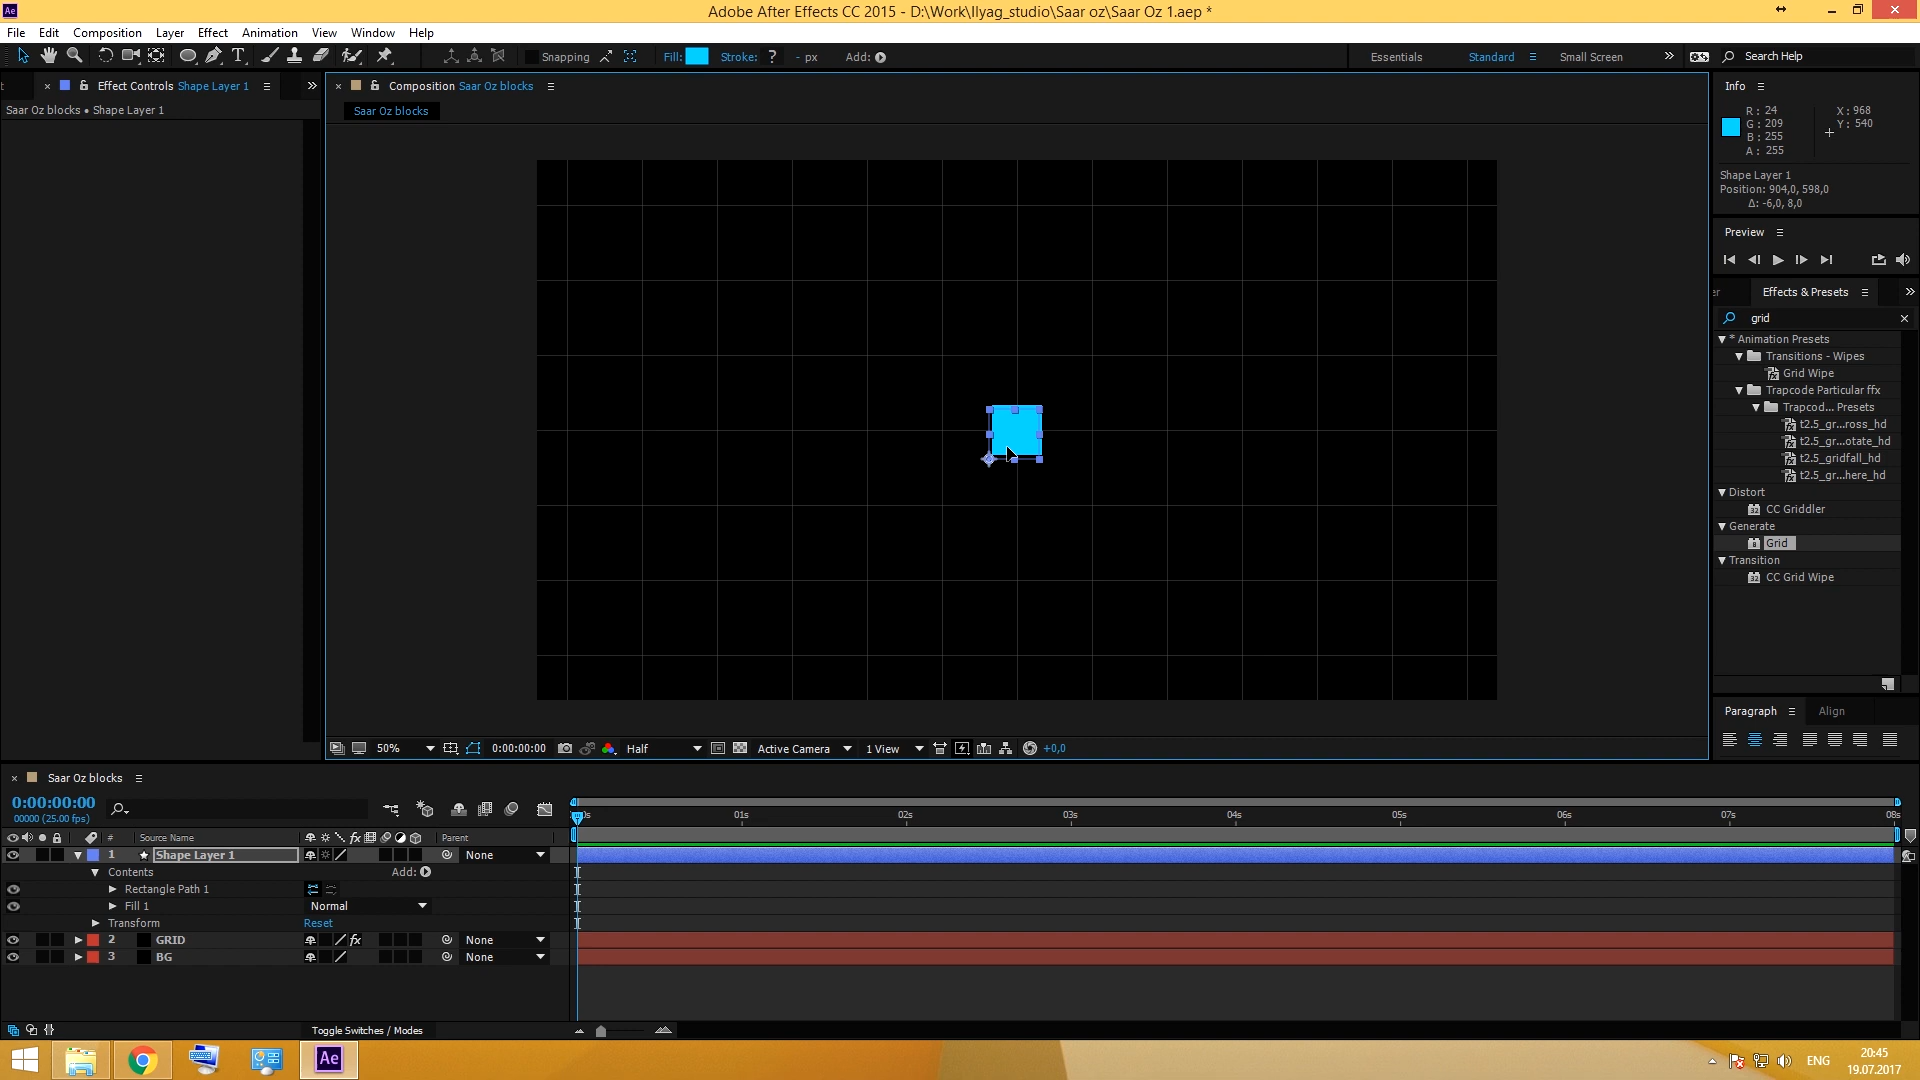 Ae
Adobe After Effects CC 2015 - D:\Work\Ilyag_studio\Saar oz\Saar Oz 1.aep *
File Edit Composition Layer Effect Animation View Window Help
Snapping Fill: Stroke: ? - px Add: Essentials Standard Small Screen Search Help
Effect Controls Shape Layer 1
Saar Oz blocks • Shape Layer 1
Composition Saar Oz blocks
Saar Oz blocks
Info
R: 24
G: 209
B: 255
A: 255
X: 968
Y: 540
Shape Layer 1
Position: 904,0, 598,0
Δ: -6,0, 8,0
Preview
Effects & Presets
grid
* Animation Presets
Transitions - Wipes
Grid Wipe
Trapcode Particular ffx
Trapcod... Presets
t2.5_gr...ross_hd
t2.5_gr...otate_hd
t2.5_gridfall_hd
t2.5_gr...here_hd
Distort
CC Griddler
Generate
Grid
Transition
CC Grid Wipe
Paragraph Align
50% 0:00:00:00 Half Active Camera 1 View +0,0
Saar Oz blocks
0:00:00:00
00000 (25.00 fps)
01s 02s 03s 04s 05s 06s 07s 08s
# Source Name fx Parent
1 Shape Layer 1 None
Contents Add:
Rectangle Path 1
Fill 1 Normal
Transform Reset
2 GRID fx None
3 BG None
Toggle Switches / Modes
Ae
ENG
20:45
19.07.2017